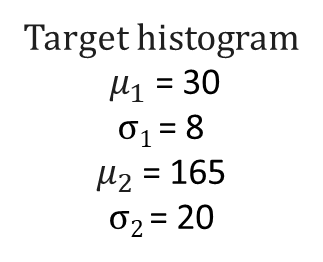 Target histogram
μ₁ = 30
σ₁ = 8
μ₂ = 165
σ₂ = 20